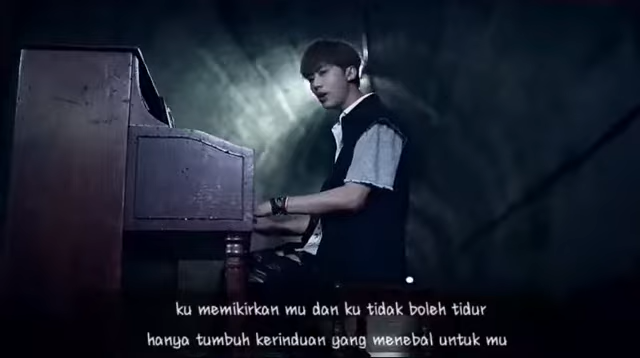 ku memikirkan mu dan ku tidak boleh tidur
hanya tumbuh kerinduan yang menebal untuk mu